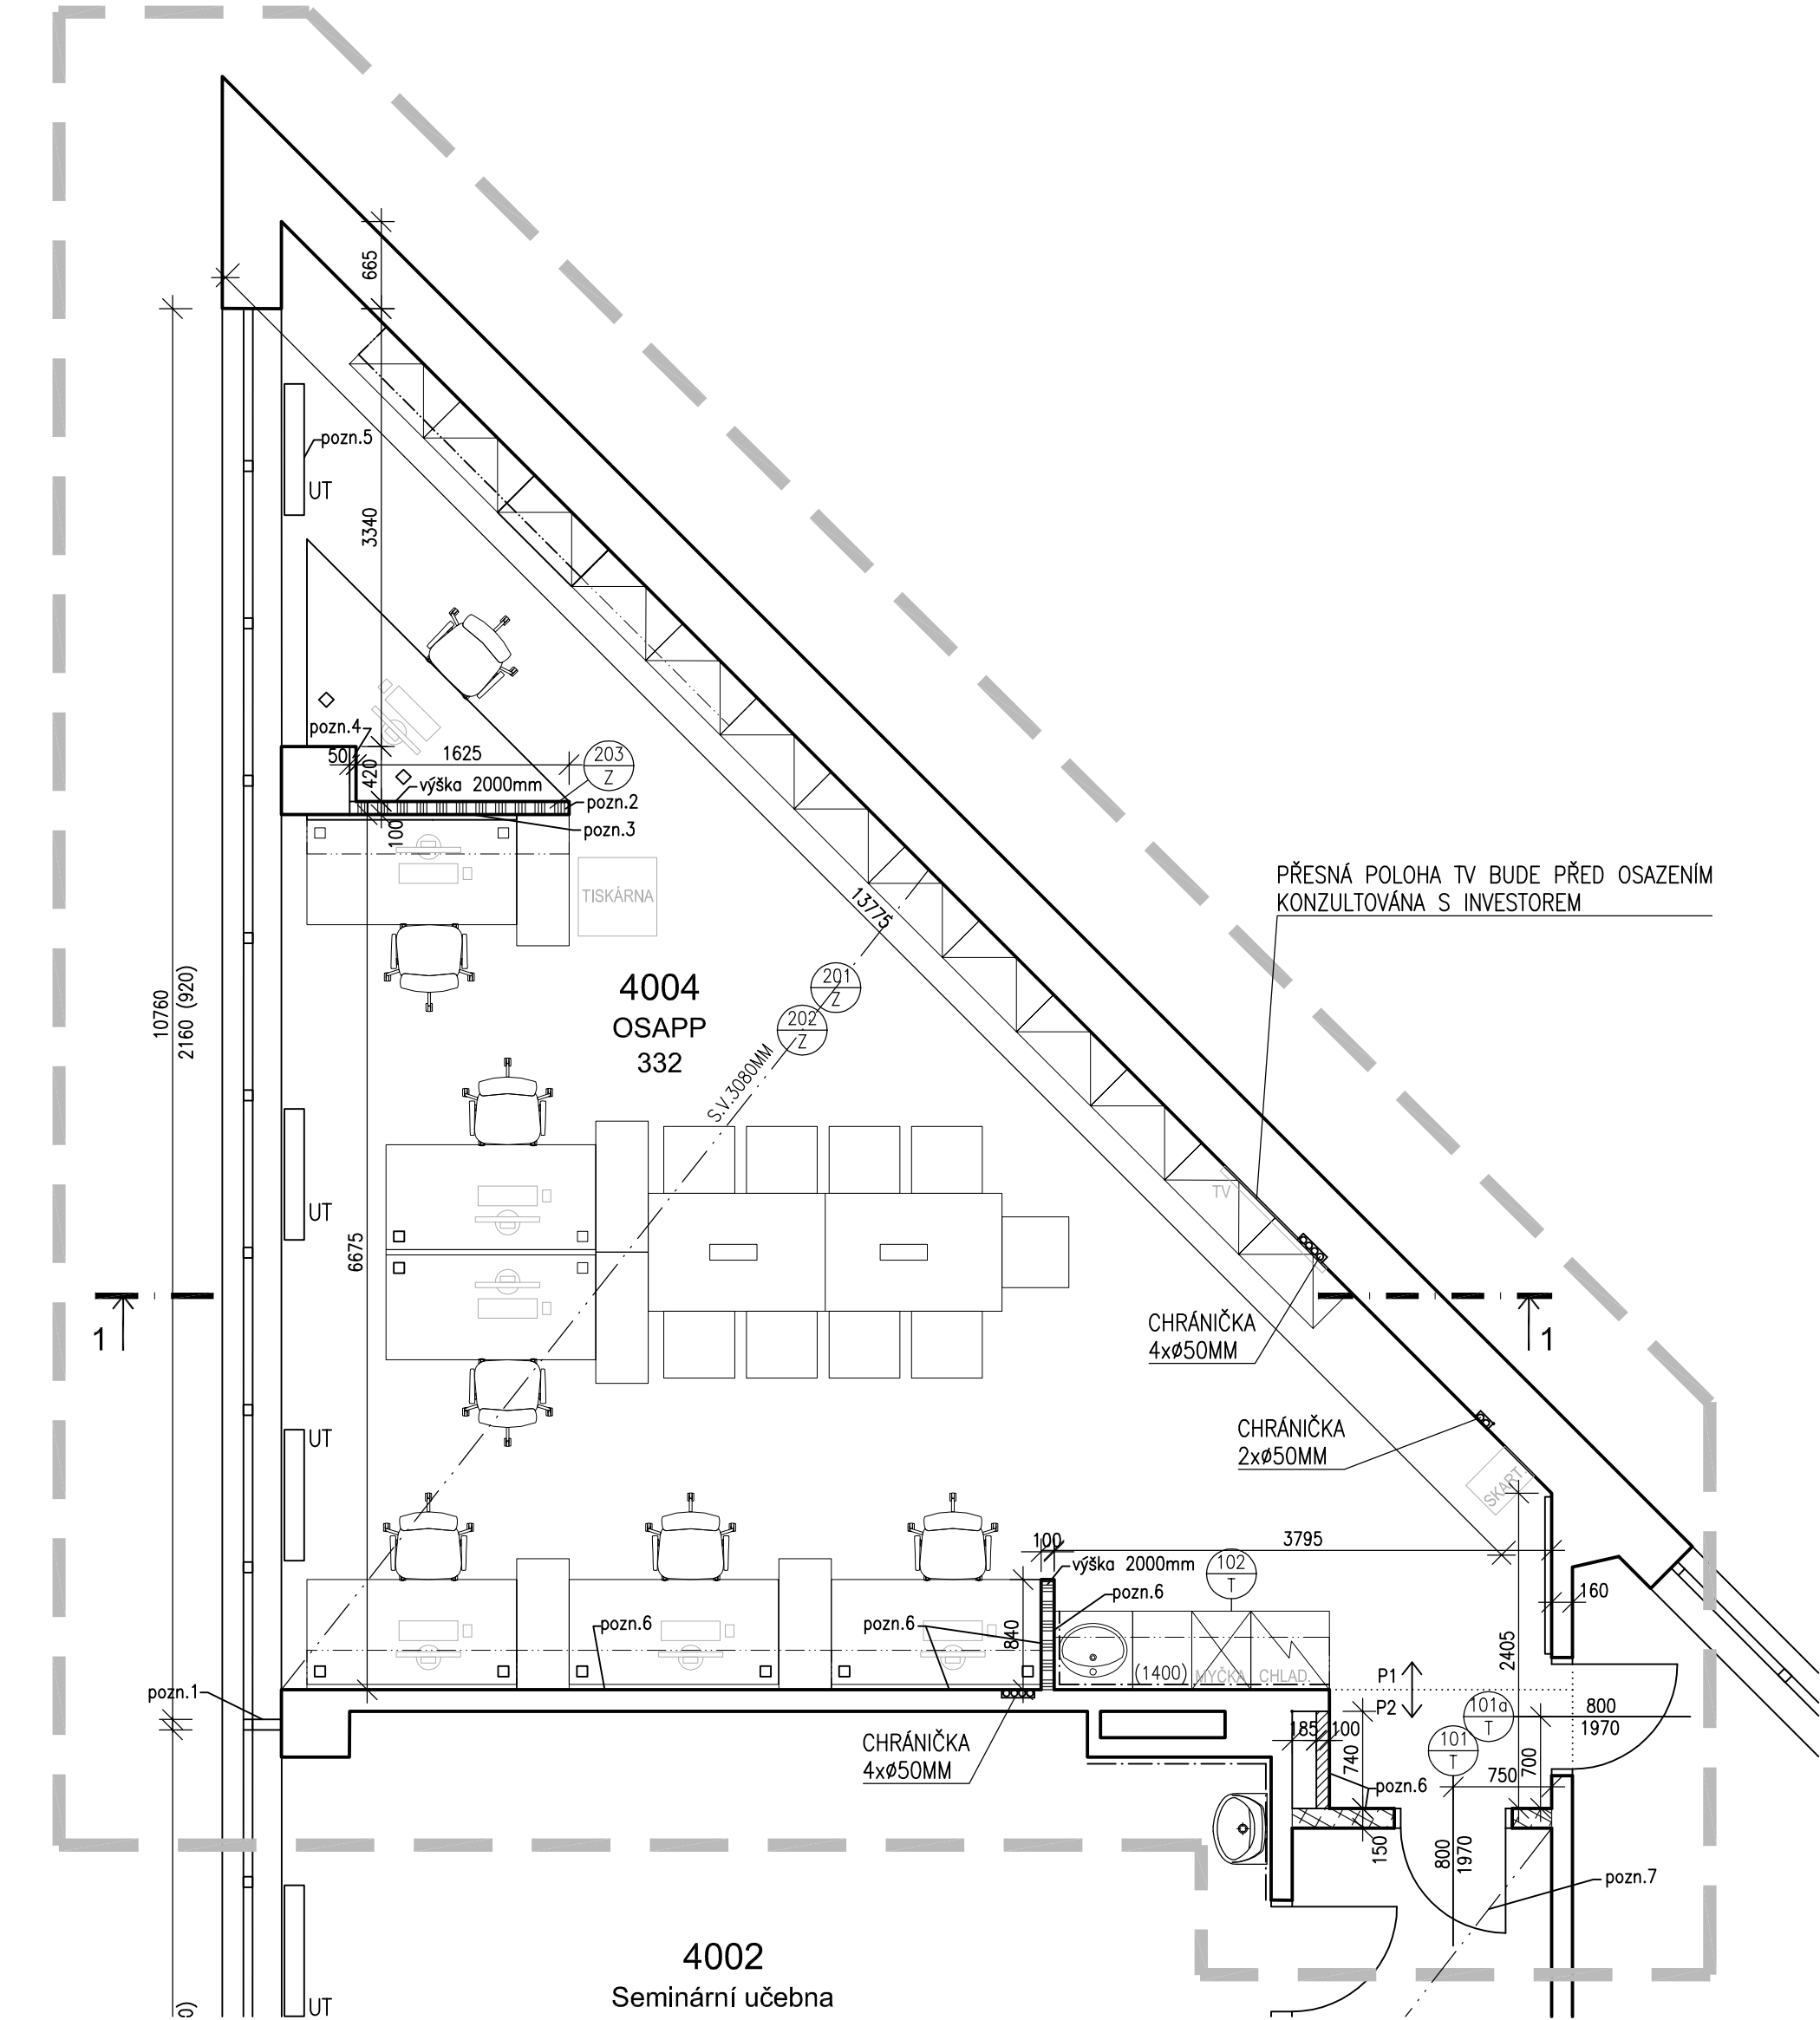 665
pozn.5
UT
3340
pozn.4
50
1625
203
Z
420
výška 2000mm
pozn.2
pozn.3
100
TISKÁRNA
13775
PŘESNÁ POLOHA TV BUDE PŘED OSAZENÍM
KONZULTOVÁNA S INVESTOREM
10760
2160 (920)
4004
OSAPP
332
201
Z
202
Z
S.V.3080MM
TV
UT
6675
1
1
CHRÁNIČKA
4xø50MM
CHRÁNIČKA
2xø50MM
UT
SKART.
100
3795
výška 2000mm
102
T
pozn.6
160
pozn.6
pozn.6
840
2405
(1400)
MYČKA
CHLAD.
P1
P2
pozn.1
101a
T
800
1970
185
100
101
T
740
700
750
CHRÁNIČKA
4xø50MM
pozn.6
150
800
1970
pozn.7
4002
Seminární učebna
UT
0)